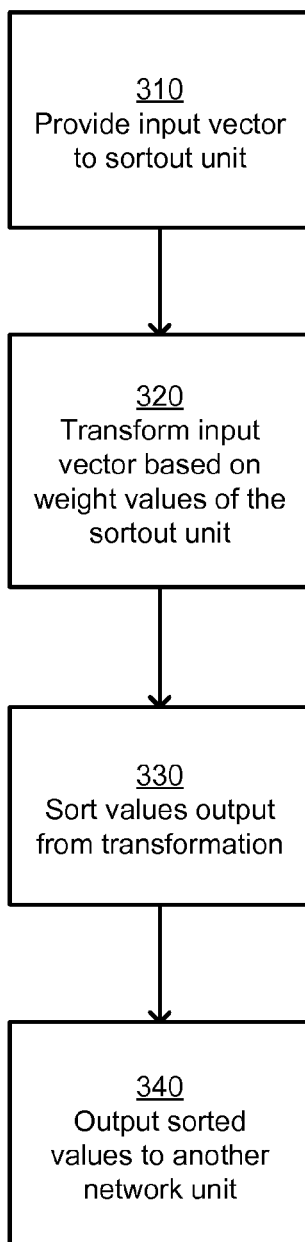 310
Provide input vector
to sortout unit
320
Transform input
vector based on
weight values of the
sortout unit
330
Sort values output
from transformation
340
Output sorted
values to another
network unit